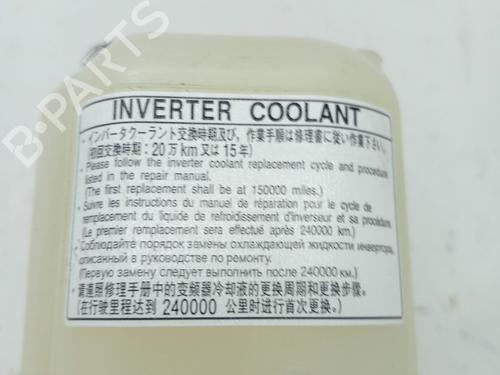 INVERTER COOLANT
・インバータクーラント交換時期及び、作業手順は修理書に従い作業下さい。
(初回交換時期：20万km又は15年)
・Please follow the inverter coolant replacement cycle and procedure
listed in the repair manual.
(The first replacement shall be at 150000 miles.)
・Suivre les instructions du manuel de réparation pour le cycle de
remplacement du liquide de refroidissement d'inverseur et sa procédure.
(Le premier remplacement sera effectué après 240000 km.)
・Соблюдайте порядок замены охлаждающей жидкости инвертора,
описанный в руководстве по ремонту.
(Первую замену следует выполнить после 240000 км.)
・请遵照修理手册中的变频器冷却液的更换周期和更换步骤。
(在行驶里程达到 240000 公里时进行首次更换。)
B-PARTS